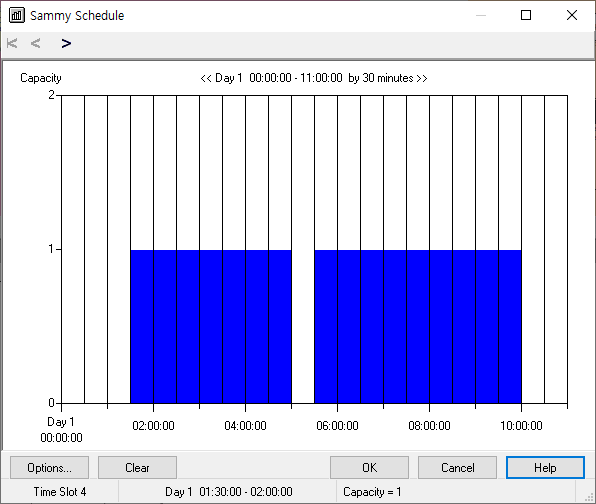 Sammy Schedule
Capacity
<< Day 1 00:00:00 - 11:00:00 by 30 minutes >>
2
1
0
Day 1
00:00:00
02:00:00
04:00:00
06:00:00
08:00:00
10:00:00
Options...
Clear
OK
Cancel
Help
Time Slot 4
Day 1 01:30:00 - 02:00:00
Capacity = 1